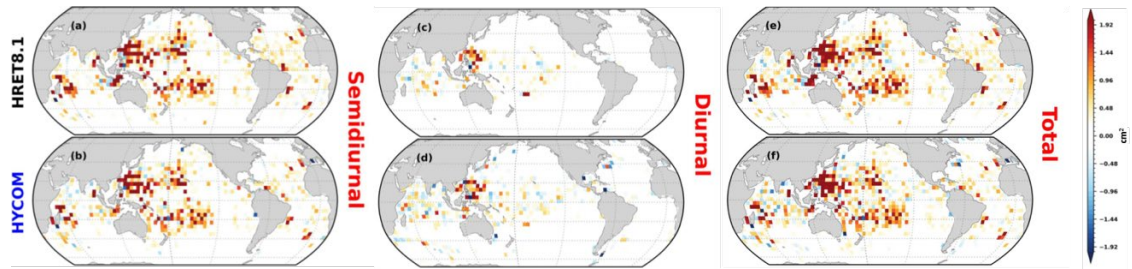 HRET8.1
HYCOM
(a)
(b)
Semidiurnal
(c)
(d)
Diurnal
(e)
(f)
Total
1.92
1.44
0.96
0.48
0.00
−0.48
−0.96
−1.44
−1.92
cm²